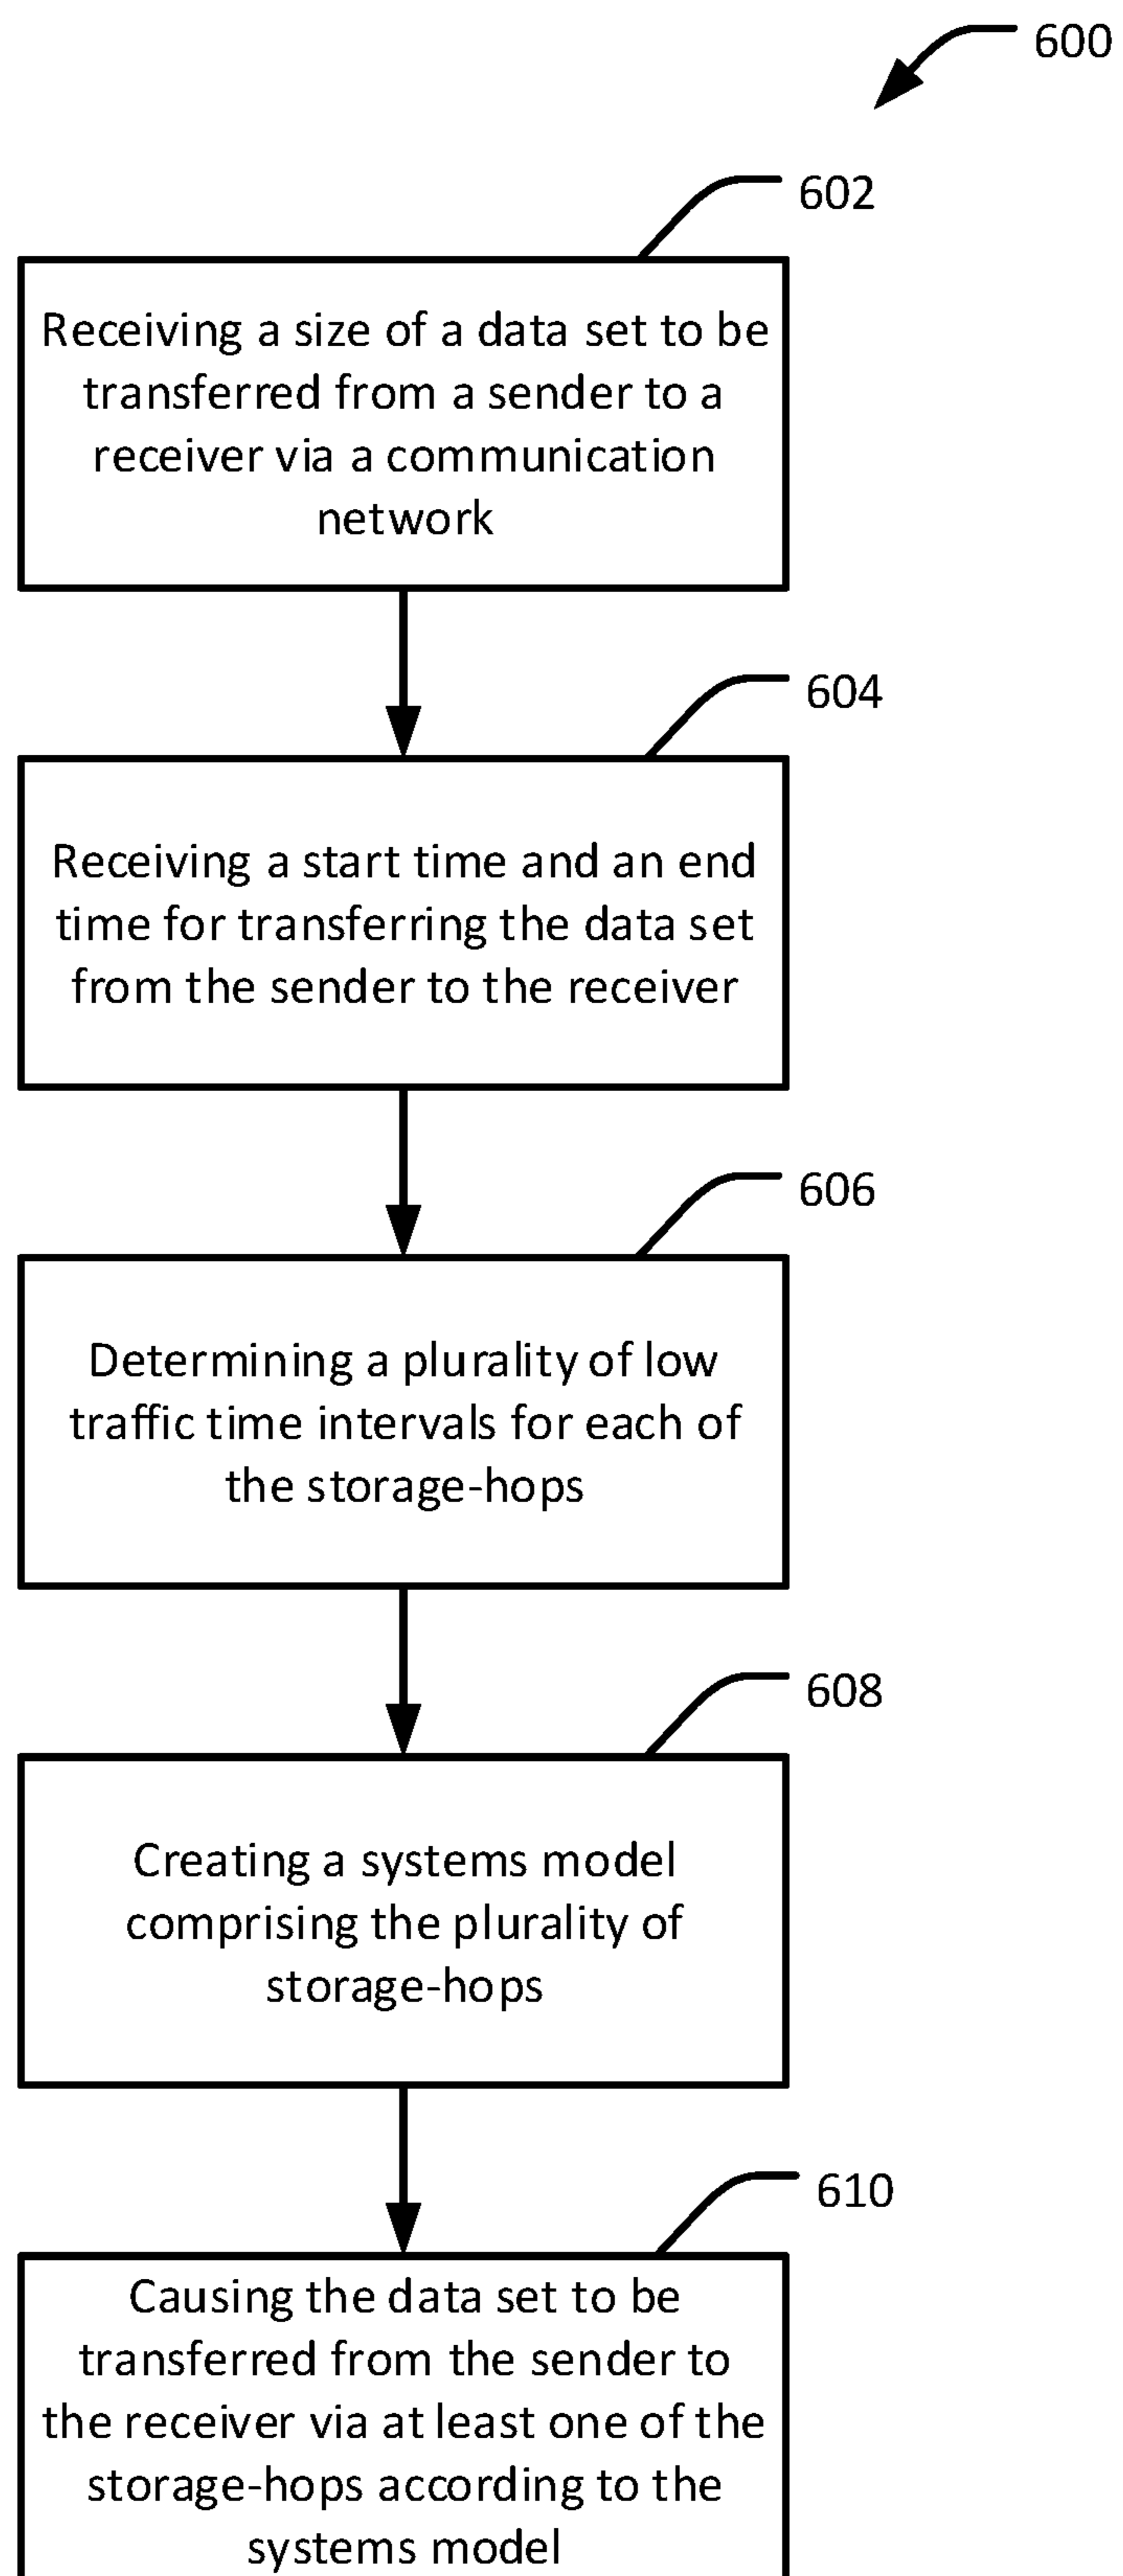 600
602
Receiving a size of a data set to be
transferred from a sender to a
receiver via a communication
network
604
Receiving a start time and an end
time for transferring the data set
from the sender to the receiver
606
Determining a plurality of low
traffic time intervals for each of
the storage-hops
608
Creating a systems model
comprising the plurality of
storage-hops
610
Causing the data set to be
transferred from the sender to
the receiver via at least one of the
storage-hops according to the
systems model